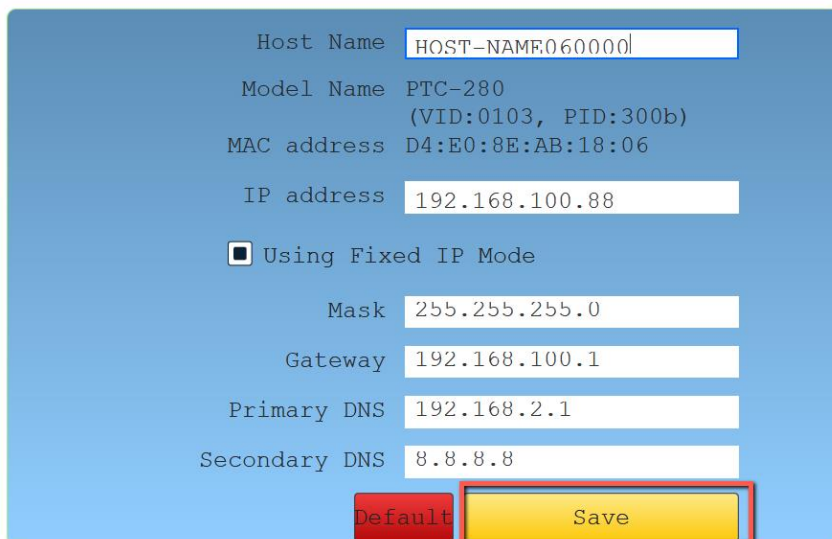 Host Name HOST-NAME060000
Model Name PTC-280
(VID:0103, PID:300b)
MAC address D4:E0:8E:AB:18:06
IP address 192.168.100.88
Using Fixed IP Mode
Mask 255.255.255.0
Gateway 192.168.100.1
Primary DNS 192.168.2.1
Secondary DNS 8.8.8.8
Default Save